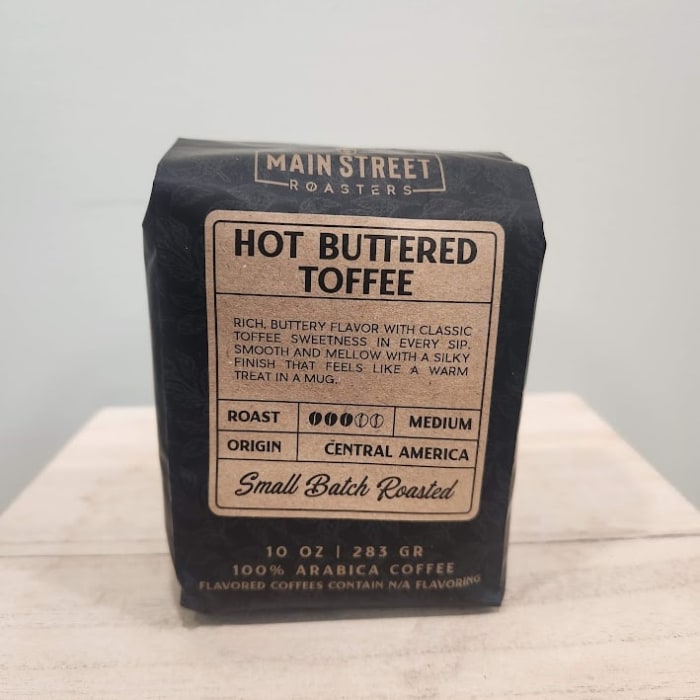 MAIN STREET
ROASTERS
HOT BUTTERED
TOFFEE
RICH, BUTTERY FLAVOR WITH CLASSIC
TOFFEE SWEETNESS IN EVERY SIP.
SMOOTH AND MELLOW WITH A SILKY
FINISH THAT FEELS LIKE A WARM
TREAT IN A MUG.
ROAST MEDIUM
ORIGIN CENTRAL AMERICA
Small Batch Roasted
10 OZ | 283 GR
100% ARABICA COFFEE
FLAVORED COFFEES CONTAIN N/A FLAVORING